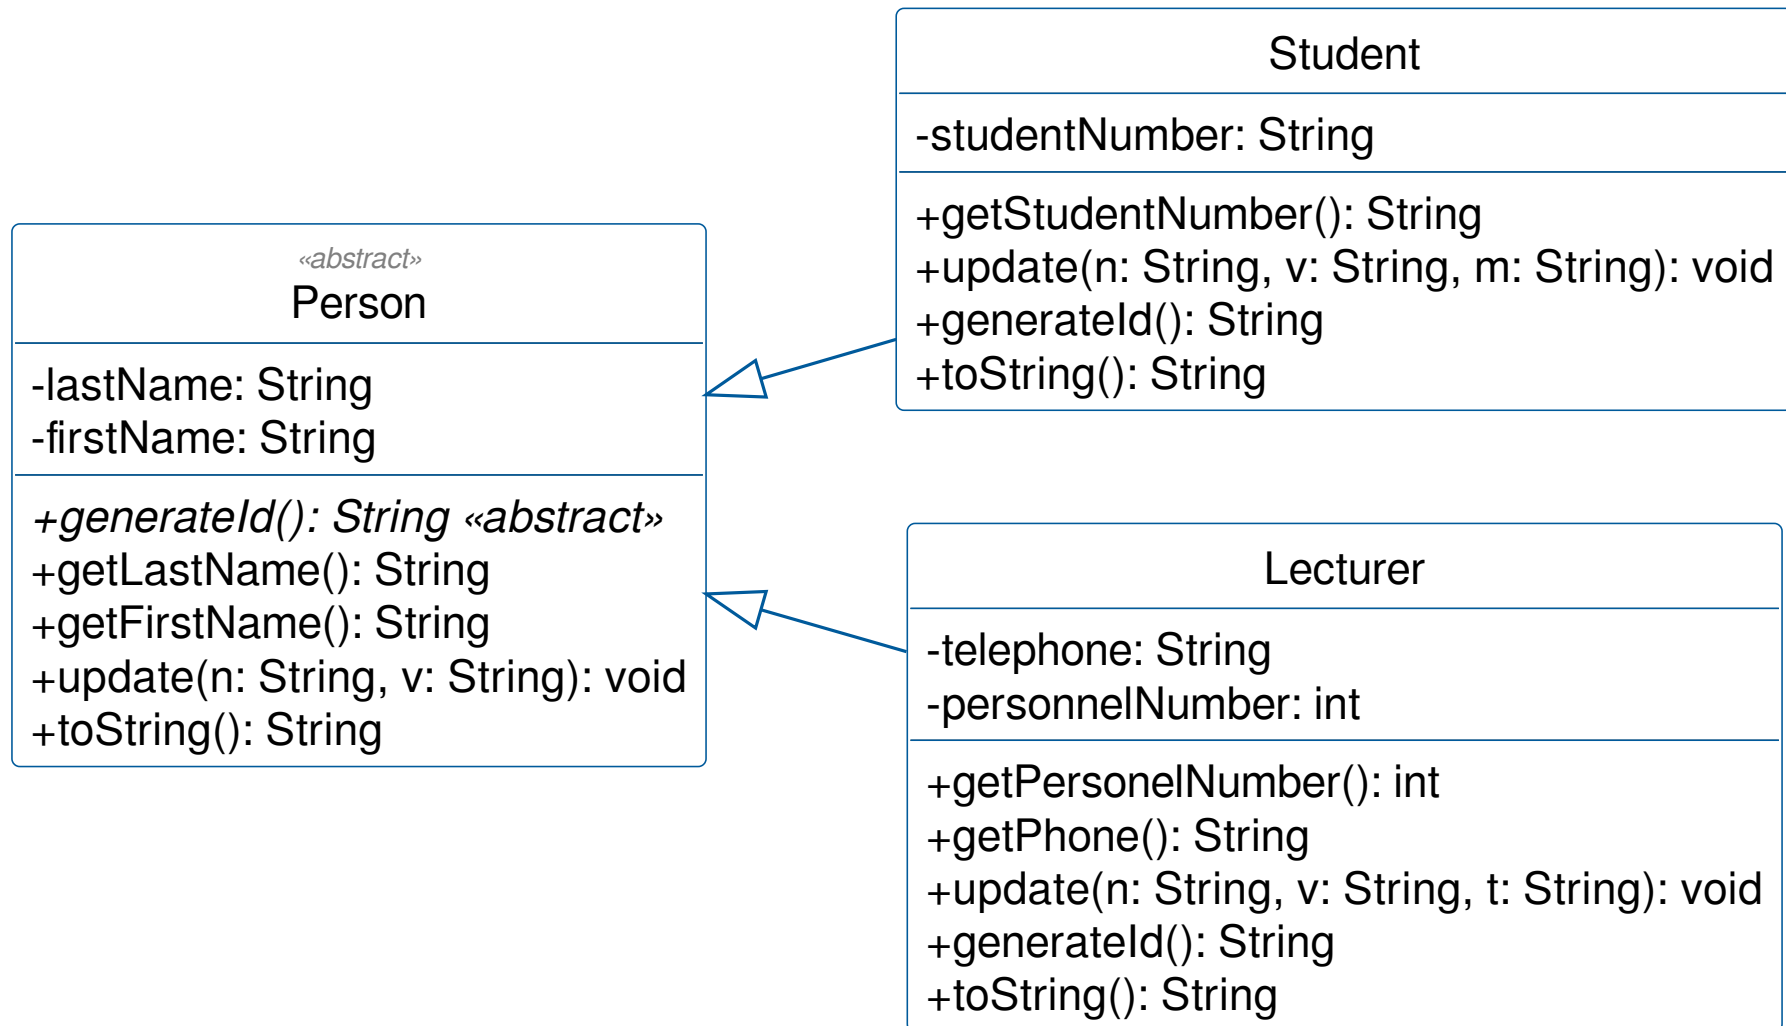 «abstract»
Person
-lastName: String
-firstName: String
+generateId(): String «abstract»
+getLastName(): String
+getFirstName(): String
+update(n: String, v: String): void
+toString(): String
Student
-studentNumber: String
+getStudentNumber(): String
+update(n: String, v: String, m: String): void
+generateId(): String
+toString(): String
Lecturer
-telephone: String
-personnelNumber: int
+getPersonelNumber(): int
+getPhone(): String
+update(n: String, v: String, t: String): void
+generateId(): String
+toString(): String